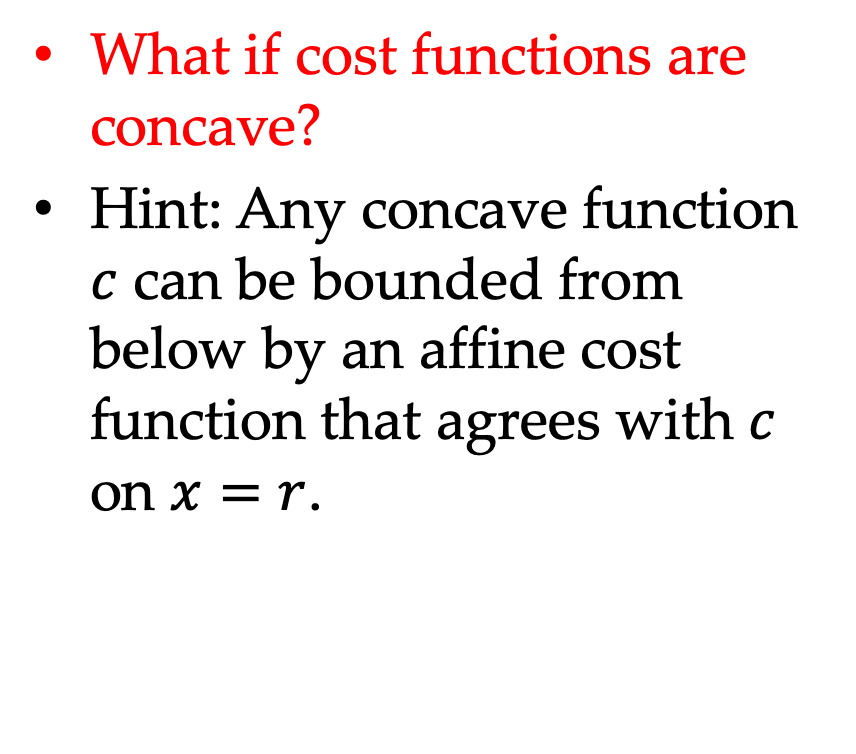 • What if cost functions are
concave?
• Hint: Any concave function
c can be bounded from
below by an affine cost
function that agrees with c
on x = r.